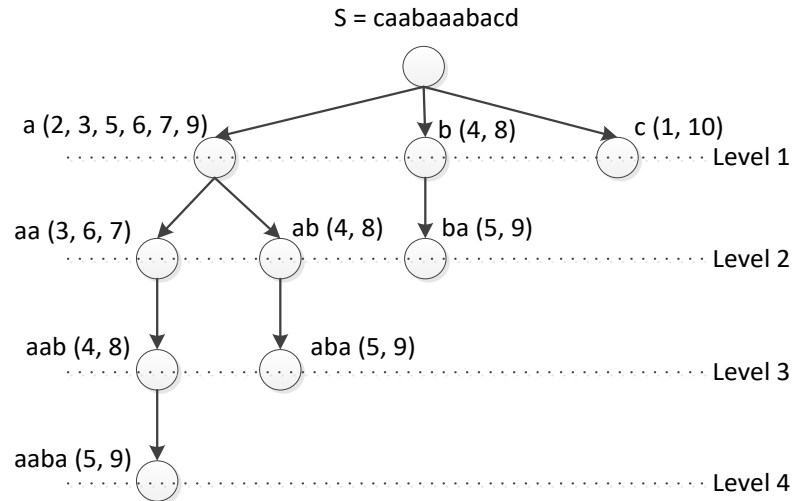 S = caabaaabacd
a (2, 3, 5, 6, 7, 9)
b (4, 8)
c (1, 10)
Level 1
aa (3, 6, 7)
ab (4, 8)
ba (5, 9)
Level 2
aab (4, 8)
aba (5, 9)
Level 3
aaba (5, 9)
Level 4